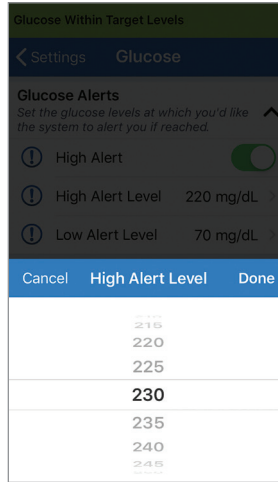 Glucose Within Target Levels
Settings Glucose
Glucose Alerts
Set the glucose levels at which you'd like
the system to alert you if reached.
High Alert
High Alert Level 220 mg/dL
Low Alert Level 70 mg/dL
Cancel High Alert Level Done
215
220
225
230
235
240
245